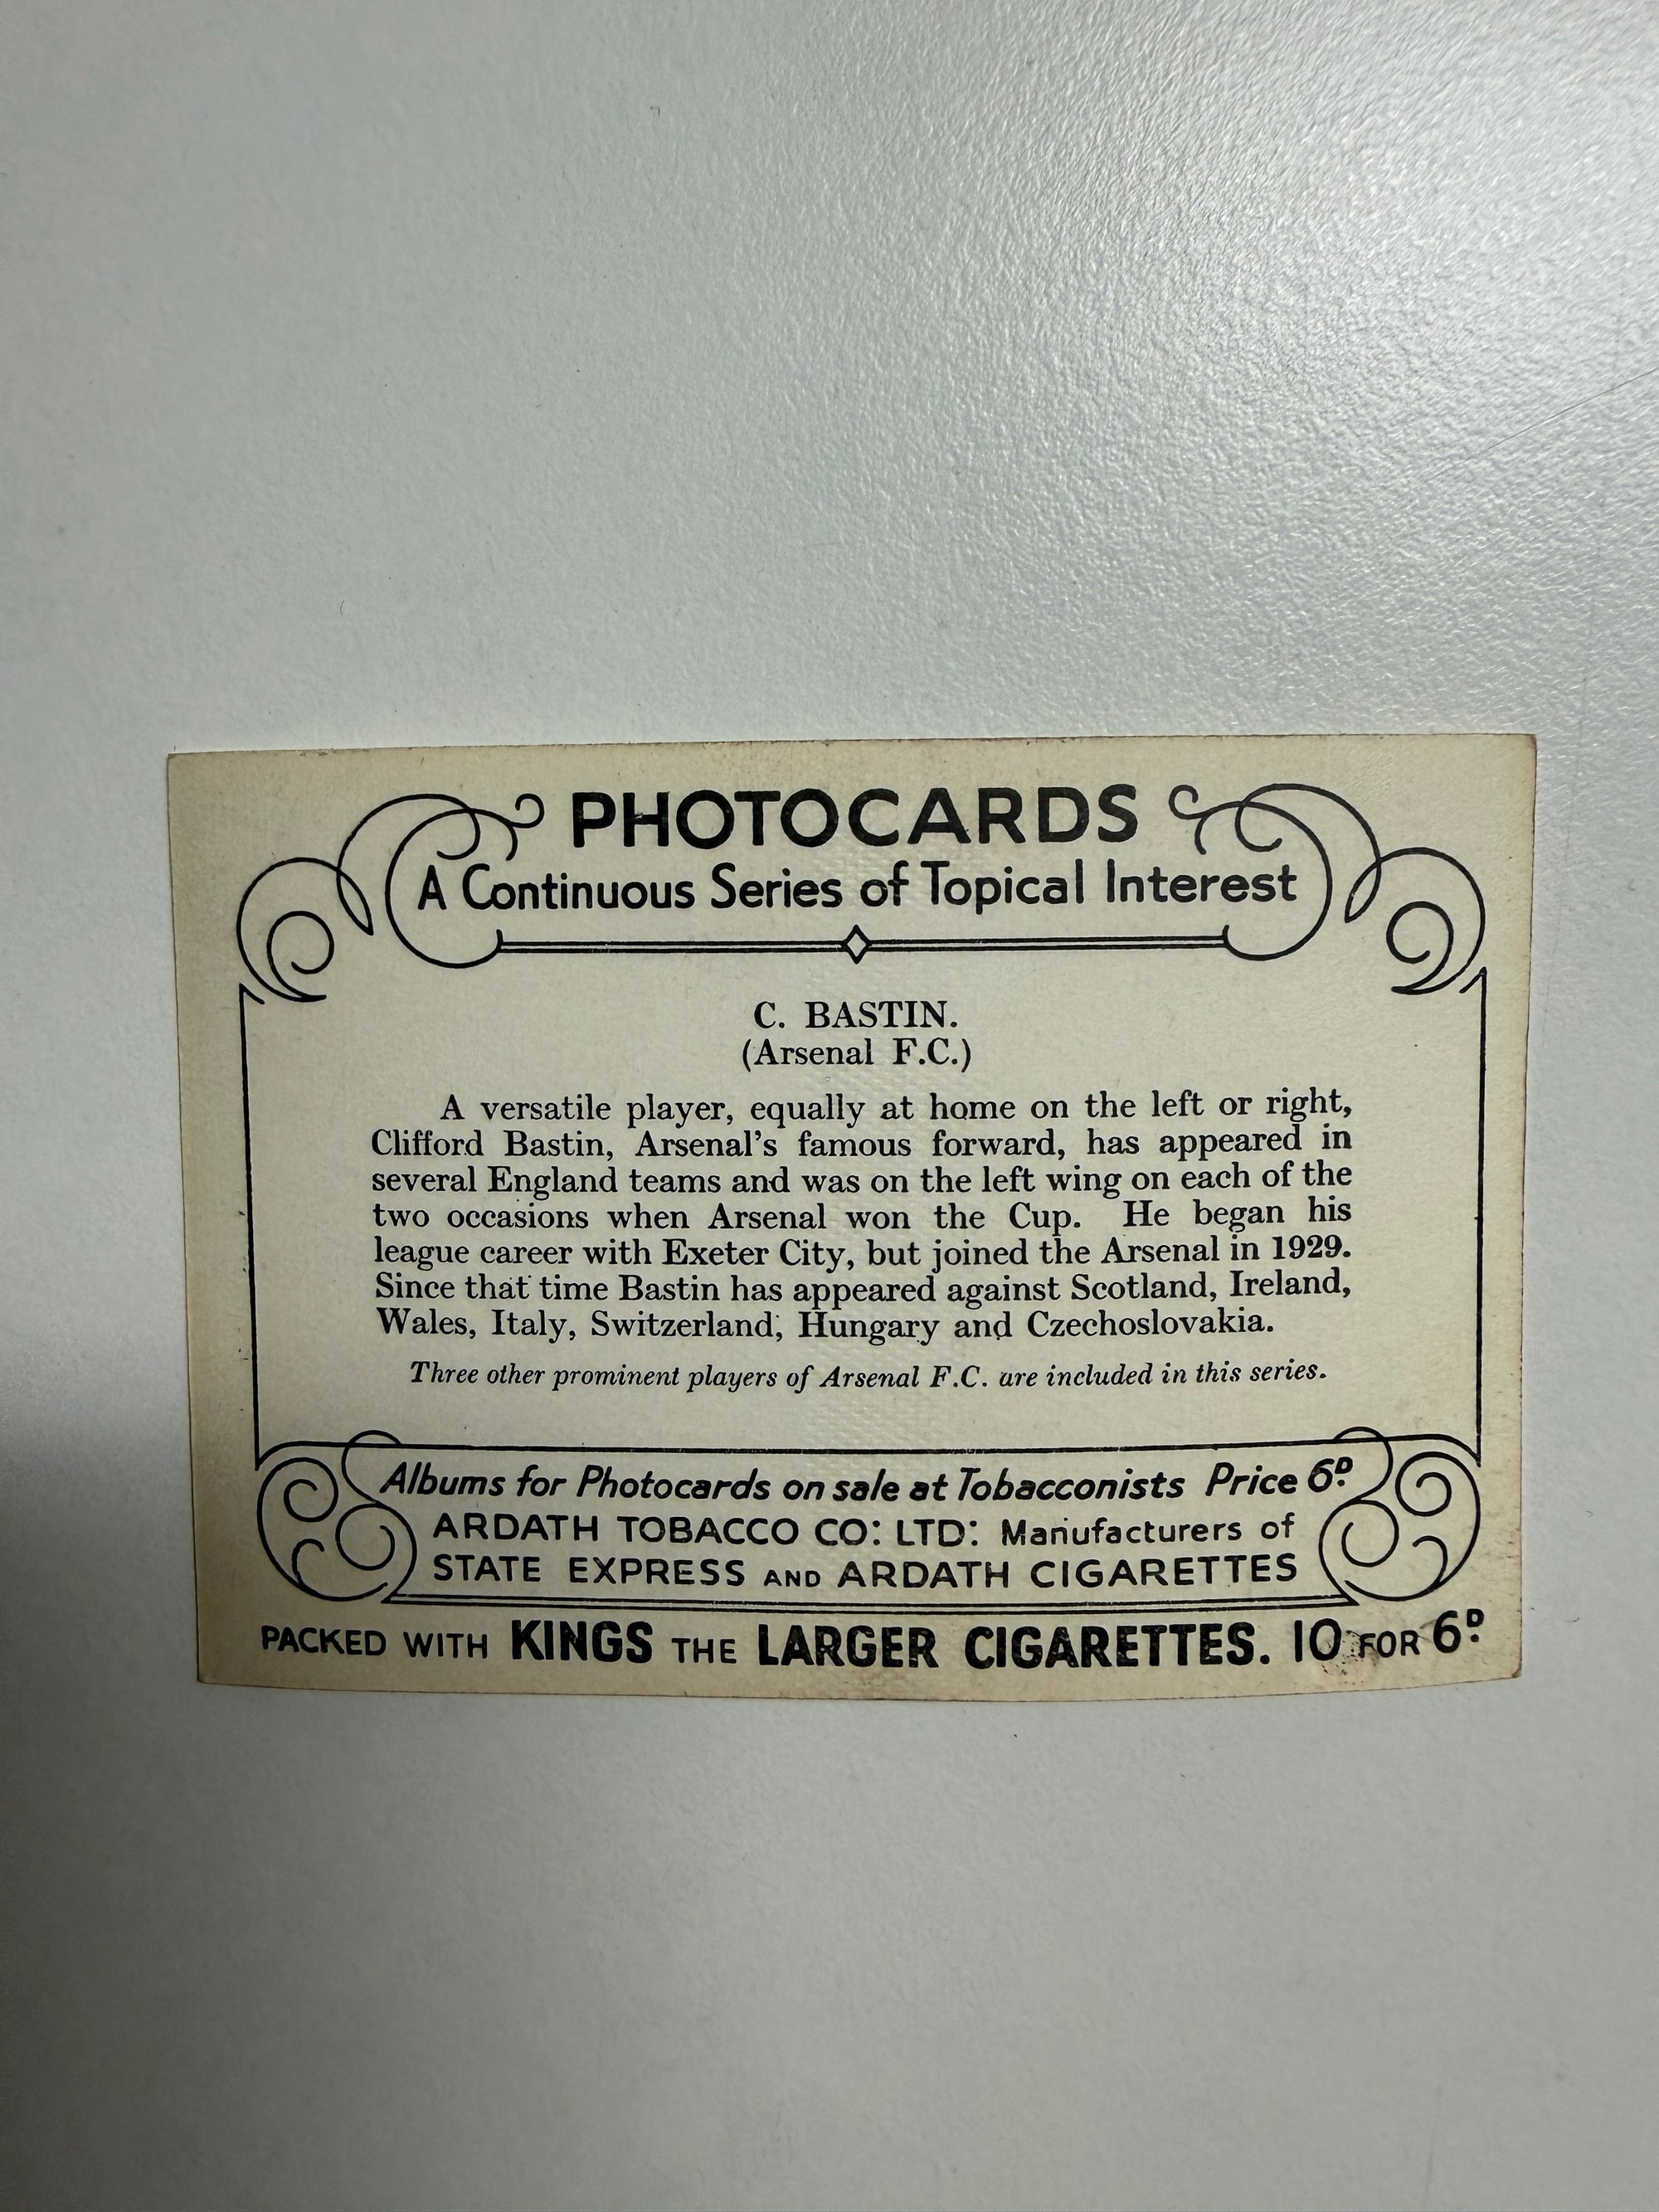 PHOTOCARDS
A Continuous Series of Topical Interest
C. BASTIN.
(Arsenal F.C.)
A versatile player, equally at home on the left or right,
Clifford Bastin, Arsenal's famous forward, has appeared in
several England teams and was on the left wing on each of the
two occasions when Arsenal won the Cup. He began his
league career with Exeter City, but joined the Arsenal in 1929.
Since that time Bastin has appeared against Scotland, Ireland,
Wales, Italy, Switzerland, Hungary and Czechoslovakia.
Three other prominent players of Arsenal F.C. are included in this series.
Albums for Photocards on sale at Tobacconists Price 6D.
ARDATH TOBACCO CO: LTD: Manufacturers of
STATE EXPRESS AND ARDATH CIGARETTES
PACKED WITH KINGS THE LARGER CIGARETTES. 10 FOR 6D.